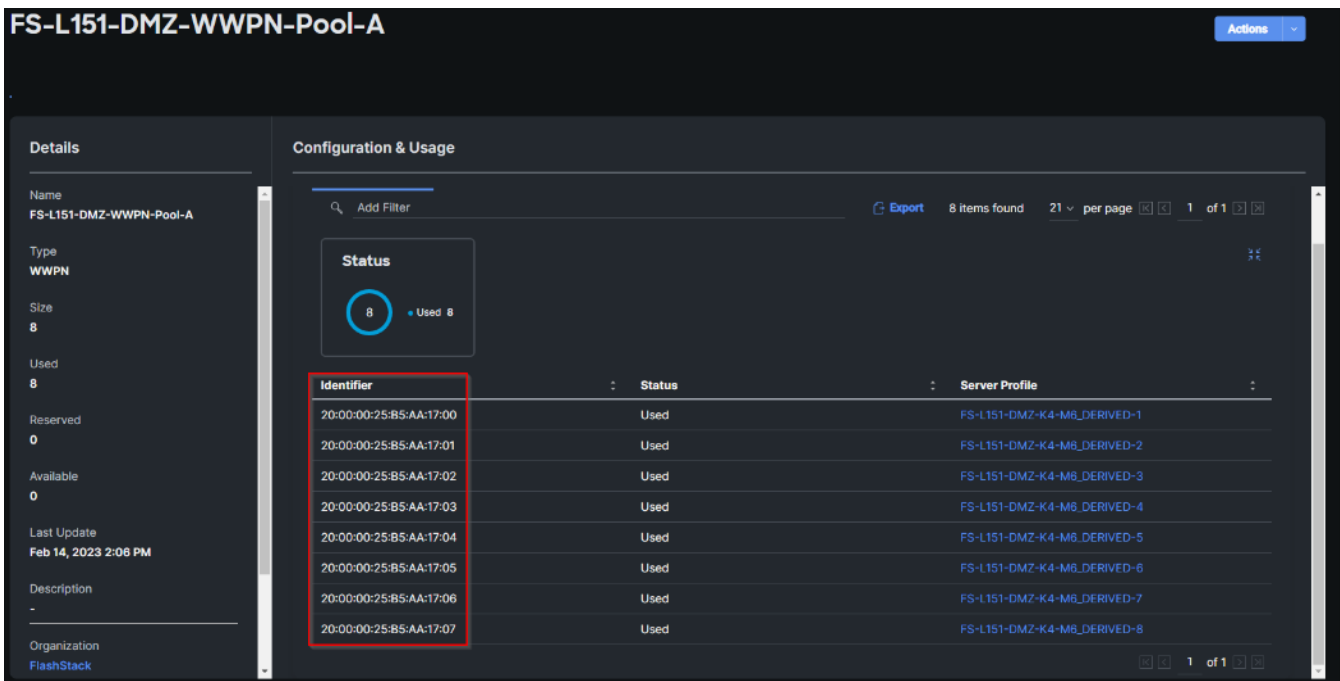 FS-L151-DMZ-WWPN-Pool-A
Actions
Details
Name
FS-L151-DMZ-WWPN-Pool-A
Type
WWPN
Size
8
Used
8
Reserved
0
Available
0
Last Update
Feb 14, 2023 2:06 PM
Description
-
Organization
FlashStack
Configuration & Usage
Add Filter Export 8 items found 21 per page 1 of 1
Status
8 Used 8
Identifier Status Server Profile
20:00:00:25:B5:AA:17:00 Used FS-L151-DMZ-K4-M6_DERIVED-1
20:00:00:25:B5:AA:17:01 Used FS-L151-DMZ-K4-M6_DERIVED-2
20:00:00:25:B5:AA:17:02 Used FS-L151-DMZ-K4-M6_DERIVED-3
20:00:00:25:B5:AA:17:03 Used FS-L151-DMZ-K4-M6_DERIVED-4
20:00:00:25:B5:AA:17:04 Used FS-L151-DMZ-K4-M6_DERIVED-5
20:00:00:25:B5:AA:17:05 Used FS-L151-DMZ-K4-M6_DERIVED-6
20:00:00:25:B5:AA:17:06 Used FS-L151-DMZ-K4-M6_DERIVED-7
20:00:00:25:B5:AA:17:07 Used FS-L151-DMZ-K4-M6_DERIVED-8
1 of 1